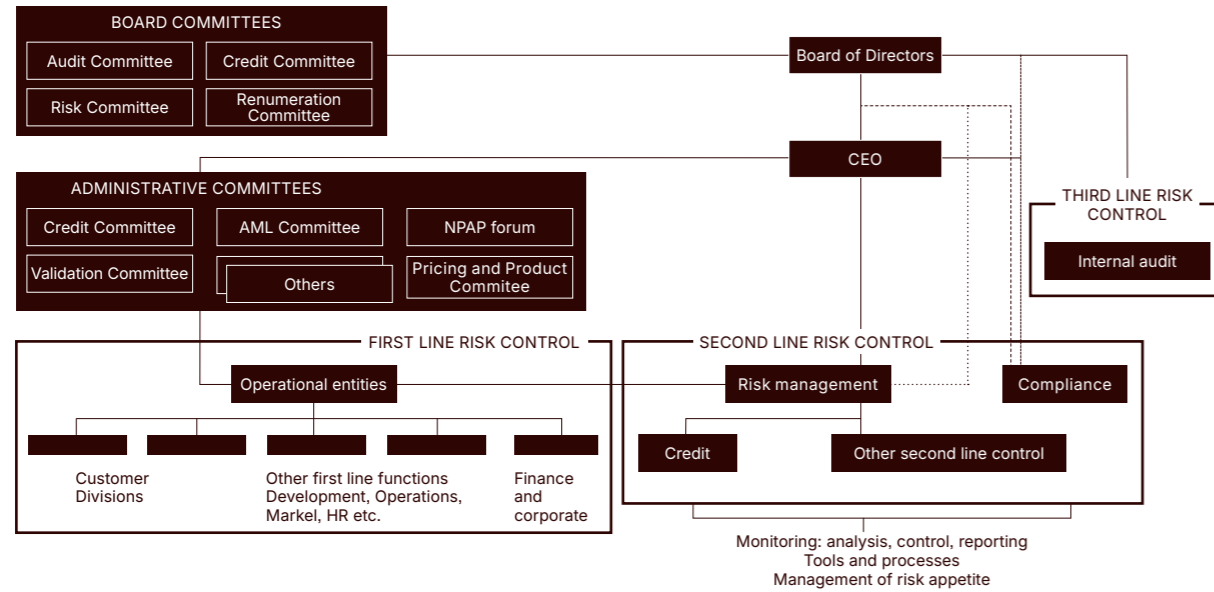 BOARD COMMITTEES
Audit Committee
Credit Committee
Risk Committee
Renumeration
Committee
Board of Directors
CEO
ADMINISTRATIVE COMMITTEES
Credit Committee
AML Committee
NPAP forum
Validation Committee
Others
Pricing and Product
Commitee
THIRD LINE RISK
CONTROL
Internal audit
FIRST LINE RISK CONTROL
Operational entities
Customer
Divisions
Other first line functions
Development, Operations,
Markel, HR etc.
Finance
and
corporate
SECOND LINE RISK CONTROL
Risk management
Compliance
Credit
Other second line control
Monitoring: analysis, control, reporting
Tools and processes
Management of risk appetite